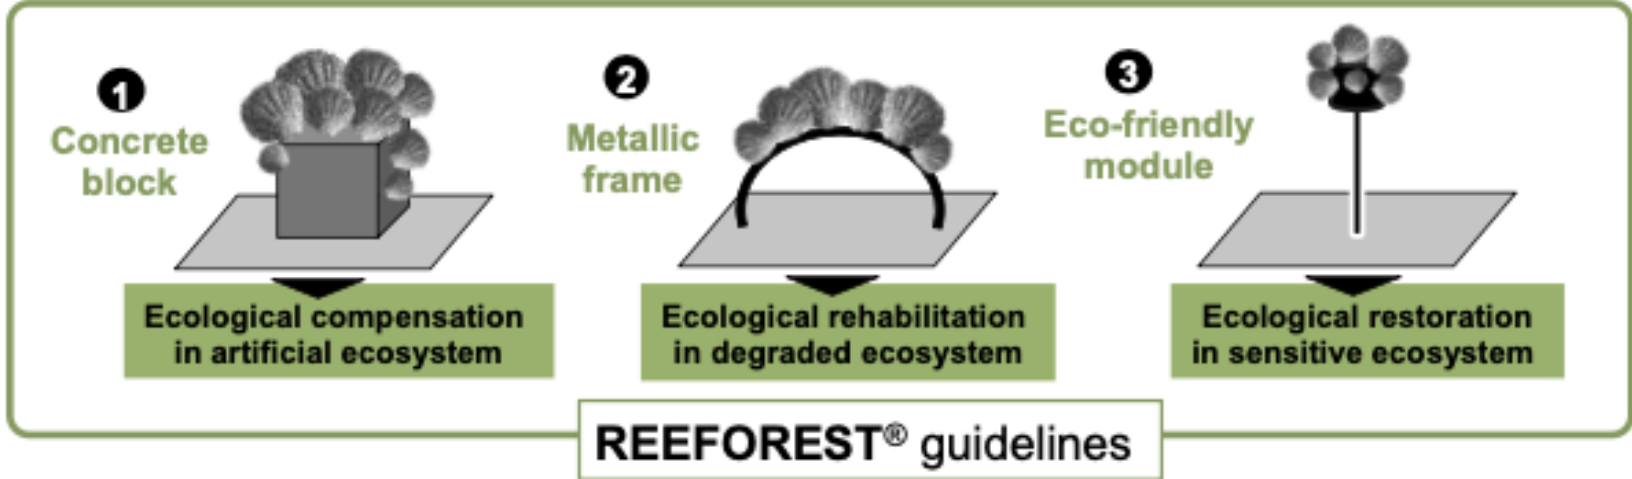 1
Concrete
block
Ecological compensation
in artificial ecosystem
2
Metallic
frame
Ecological rehabilitation
in degraded ecosystem
3
Eco-friendly
module
Ecological restoration
in sensitive ecosystem
REEFOREST® guidelines